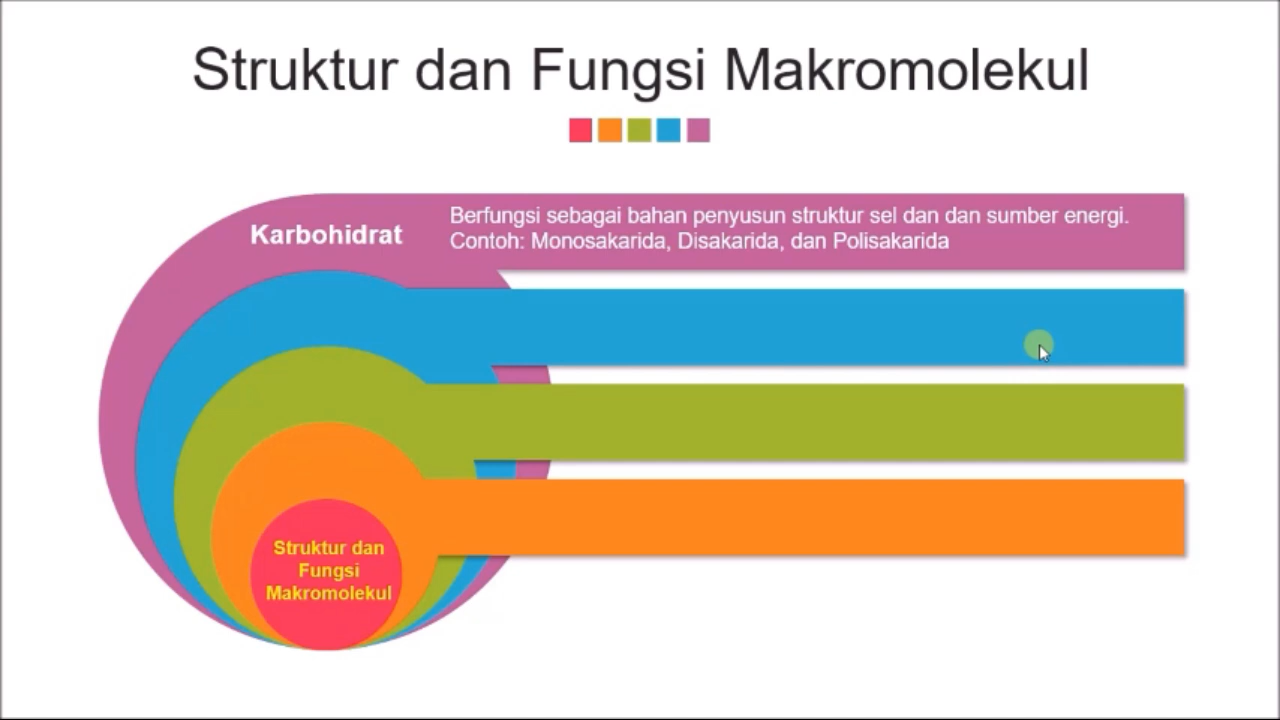 Struktur dan Fungsi Makromolekul
Karbohidrat
Berfungsi sebagai bahan penyusun struktur sel dan dan sumber energi.
Contoh: Monosakarida, Disakarida, dan Polisakarida
Struktur dan
Fungsi
Makromolekul